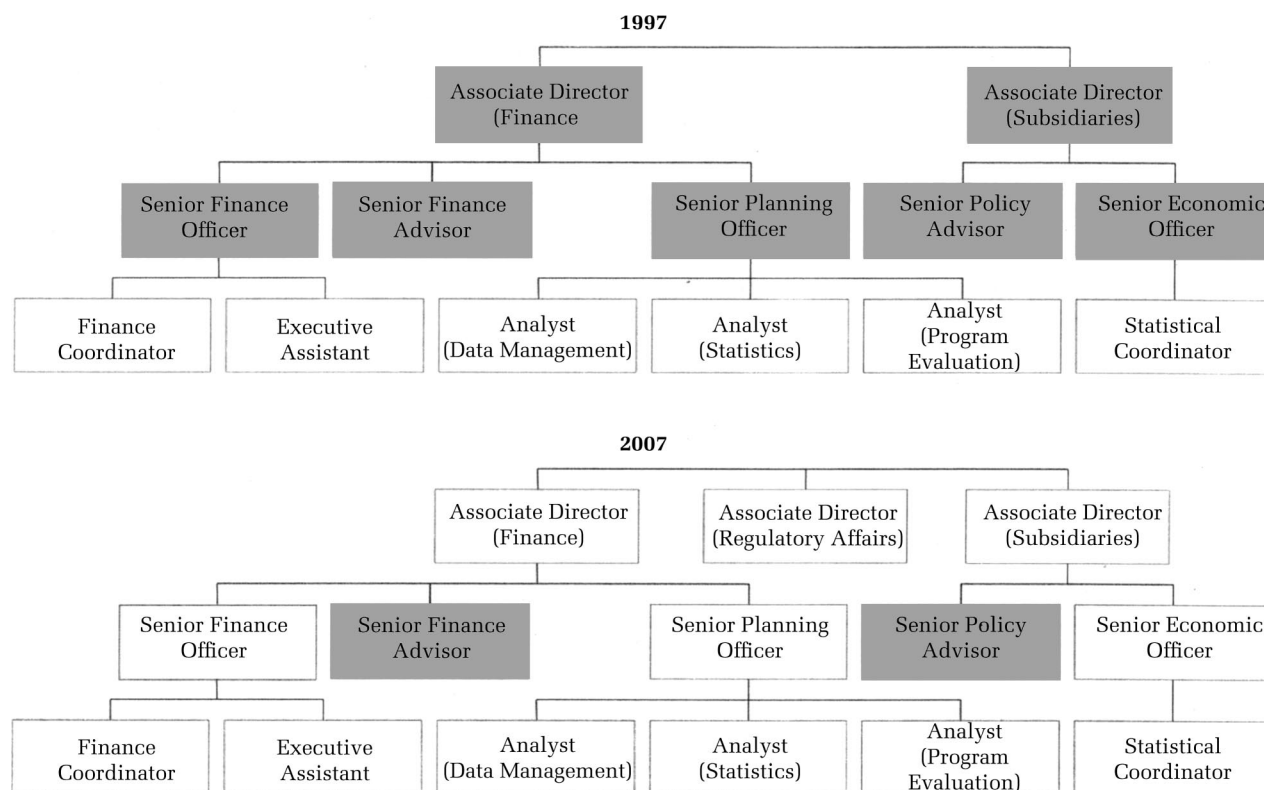 1997
Associate Director
(Finance
Associate Director
(Subsidiaries)
Senior Finance
Officer
Senior Finance
Advisor
Senior Planning
Officer
Senior Policy
Advisor
Senior Economic
Officer
Finance
Coordinator
Executive
Assistant
Analyst
(Data Management)
Analyst
(Statistics)
Analyst
(Program
Evaluation)
Statistical
Coordinator
2007
Associate Director
(Finance)
Associate Director
(Regulatory Affairs)
Associate Director
(Subsidiaries)
Senior Finance
Officer
Senior Finance
Advisor
Senior Planning
Officer
Senior Policy
Advisor
Senior Economic
Officer
Finance
Coordinator
Executive
Assistant
Analyst
(Data Management)
Analyst
(Statistics)
Analyst
(Program
Evaluation)
Statistical
Coordinator